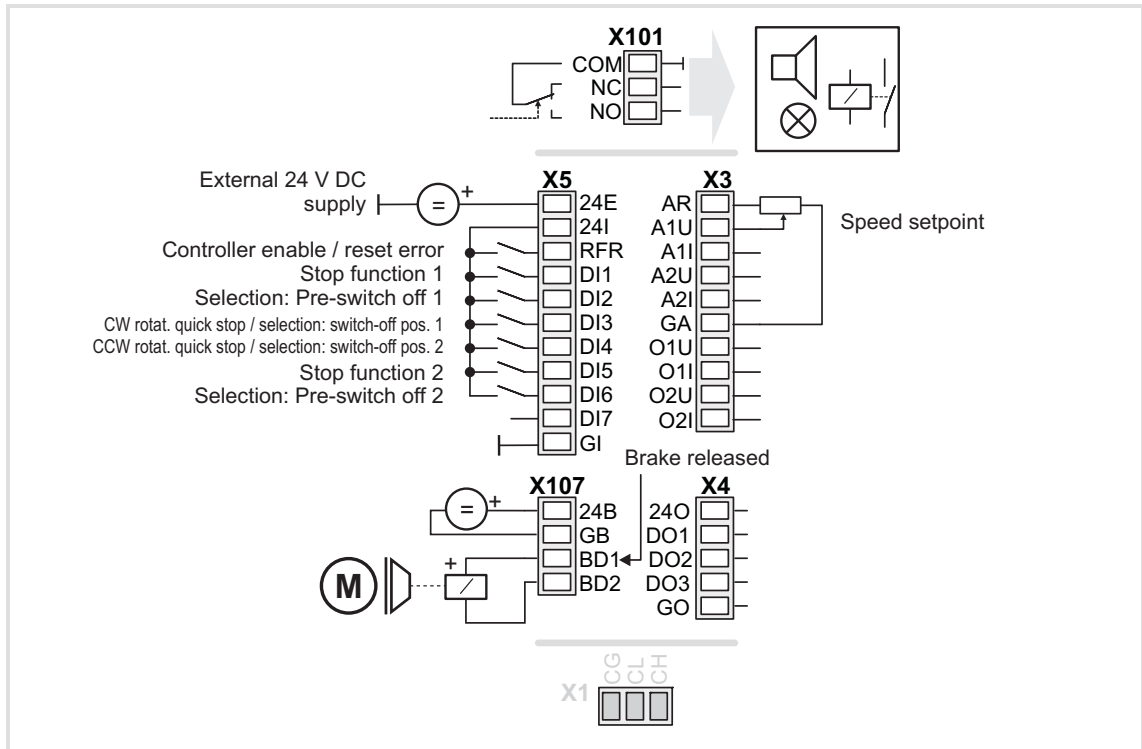 X101
COM
NC
NO
X5
External 24 V DC
supply
=
+
24E
24I
Controller enable / reset error
RFR
Stop function 1
DI1
Selection: Pre-switch off 1
DI2
CW rotat. quick stop / selection: switch-off pos. 1
DI3
CCW rotat. quick stop / selection: switch-off pos. 2
DI4
Stop function 2
DI5
Selection: Pre-switch off 2
DI6
DI7
GI
X3
AR
A1U
Speed setpoint
A1I
A2U
A2I
GA
O1U
O1I
O2U
O2I
Brake released
X107
=
+
24B
GB
BD1
BD2
M
+
X4
24O
DO1
DO2
DO3
GO
X1
CG
CL
CH